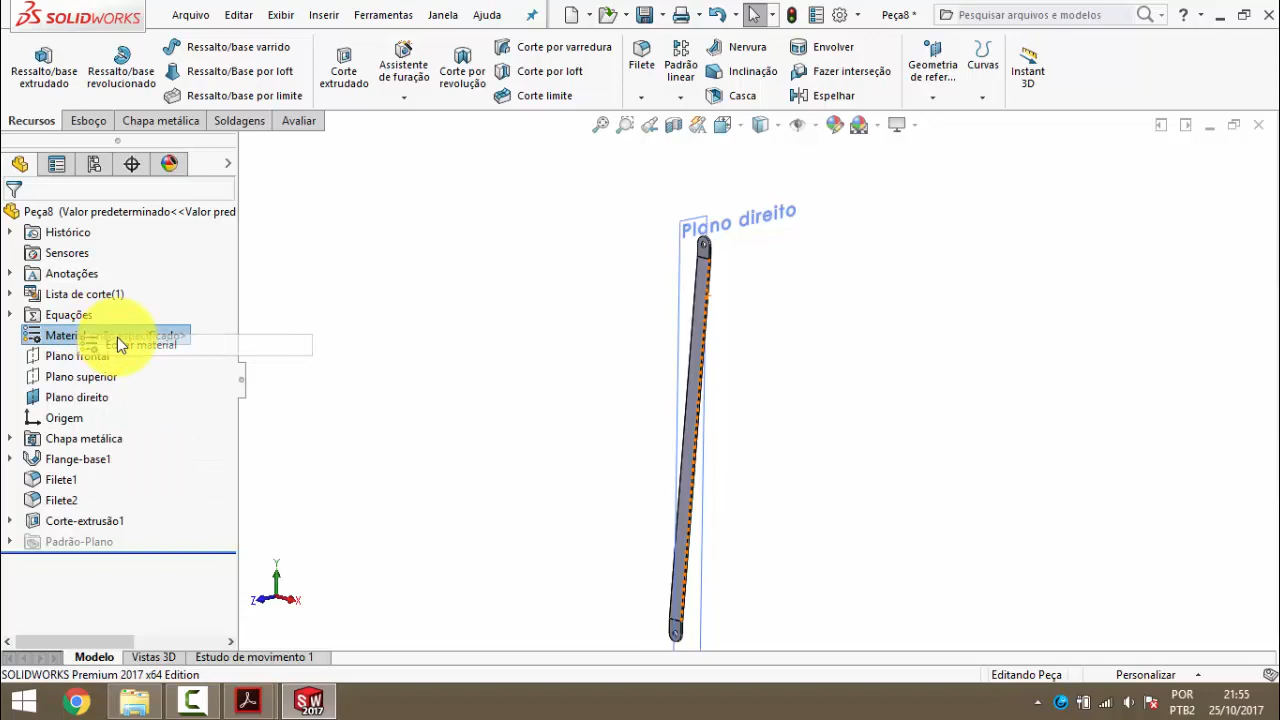 SOLIDWORKS
Arquivo Editar Exibir Inserir Ferramentas Janela Ajuda
Peça8 *
Pesquisar arquivos e modelos
Ressalto/base extrudado
Ressalto/base revolucionado
Ressalto/base varrido
Ressalto/base por loft
Ressalto/base por limite
Corte extrudado
Assistente de furação
Corte por revolução
Corte por varredura
Corte por loft
Corte limite
Filete
Padrão linear
Nervura
Inclinação
Casca
Envolver
Fazer interseção
Espelhar
Geometria de refer...
Curvas
Instant 3D
Recursos Esboço Chapa metálica Soldagens Avaliar
Peça8 (Valor predeterminado<<Valor pred
Histórico
Sensores
Anotações
Lista de corte(1)
Equações
Plano frontal
Plano superior
Plano direito
Origem
Chapa metálica
Flange-base1
Filete1
Filete2
Corte-extrusão1
Padrão-Plano
Plano direito
Y
Z
X
Modelo Vistas 3D Estudo de movimento 1
SOLIDWORKS Premium 2017 x64 Edition
Editando Peça
Personalizar
SW 2017
POR
PTB2
21:55
25/10/2017